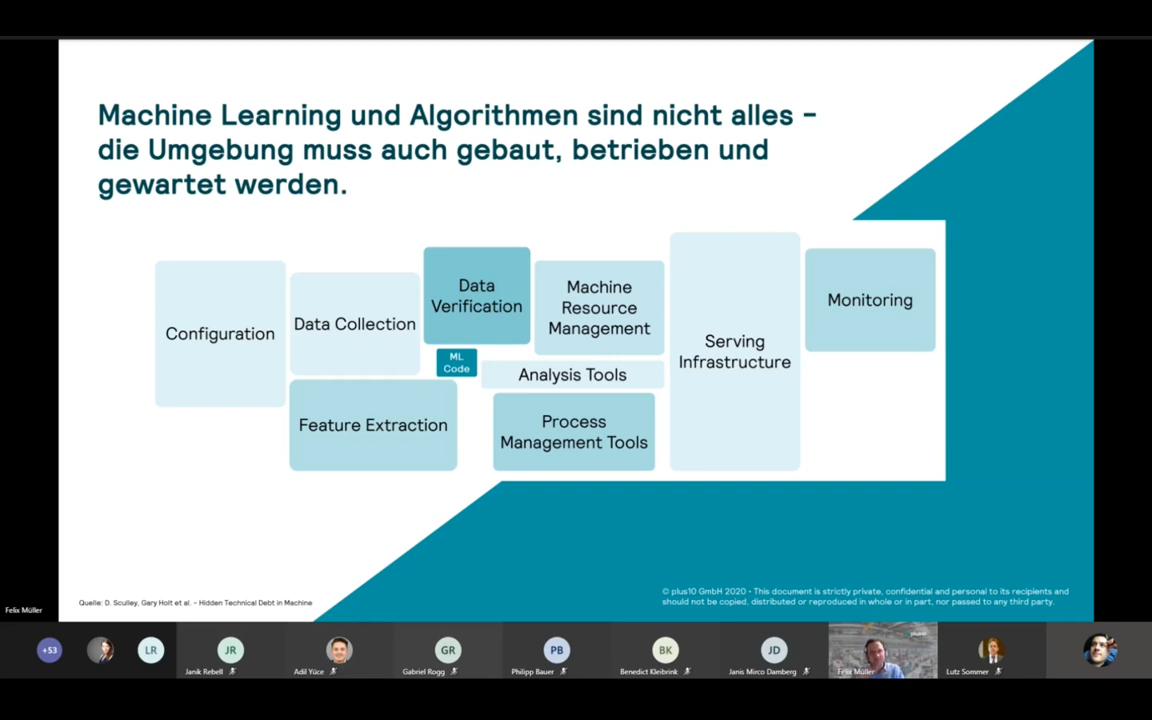 Machine Learning und Algorithmen sind nicht alles –
die Umgebung muss auch gebaut, betrieben und
gewartet werden.
Configuration
Data Collection
Data
Verification
Machine
Resource
Management
Serving
Infrastructure
Monitoring
ML
Code
Analysis Tools
Feature Extraction
Process
Management Tools
Quelle: D. Sculley, Gary Holt et al. – Hidden Technical Debt in Machine
© plus10 GmbH 2020 • This document is strictly private, confidential and personal to its recipients and
should not be copied, distributed or reproduced in whole or in part, nor passed to any third party.
Felix Müller
+53
LR
JR
Janik Rebell
Adil Yüce
GR
Gabriel Rogg
PB
Philipp Bauer
BK
Benedict Kleibrink
JD
Janis Mirco Damberg
Felix Müller
Lutz Sommer